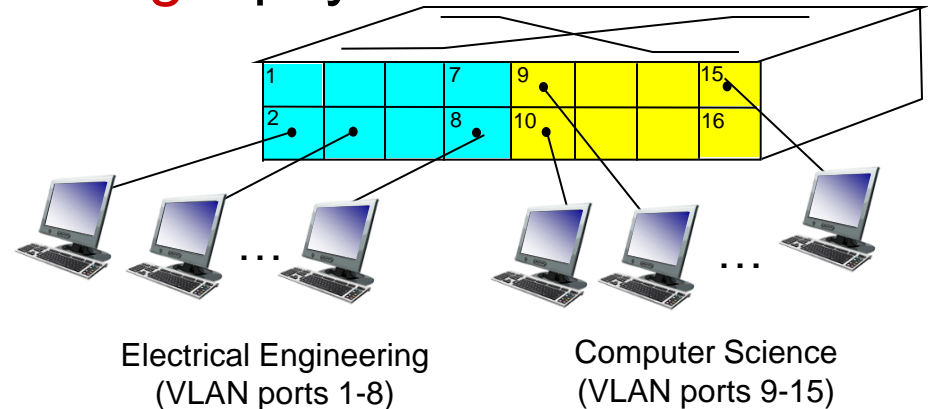 1 7 9 15
2 8 10 16
... ...
Electrical Engineering
(VLAN ports 1-8)
Computer Science
(VLAN ports 9-15)